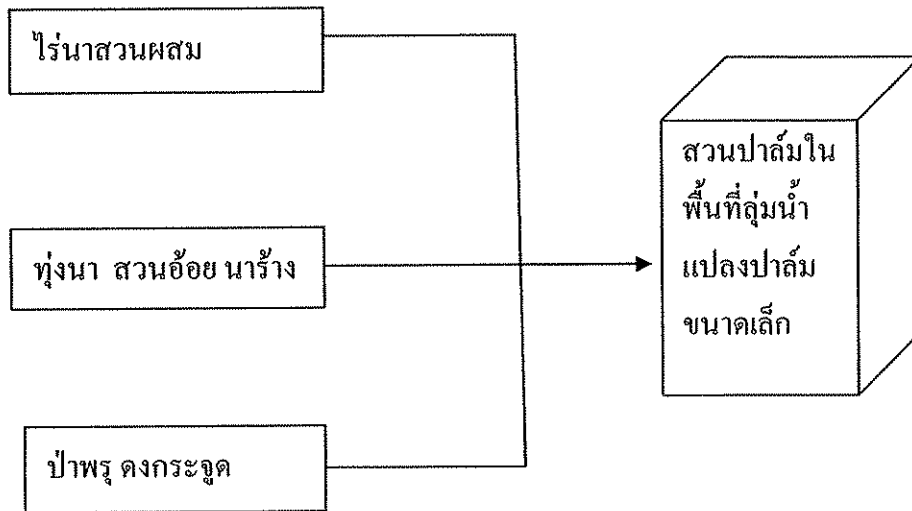 ไร่นาสวนผสม
ทุ่งนา สวนอ้อย นาร้าง
ป่าพรุ ดงกระจูด
สวนปาล์มใน
พื้นที่ลุ่มน้ำ
แปลงปาล์ม
ขนาดเล็ก